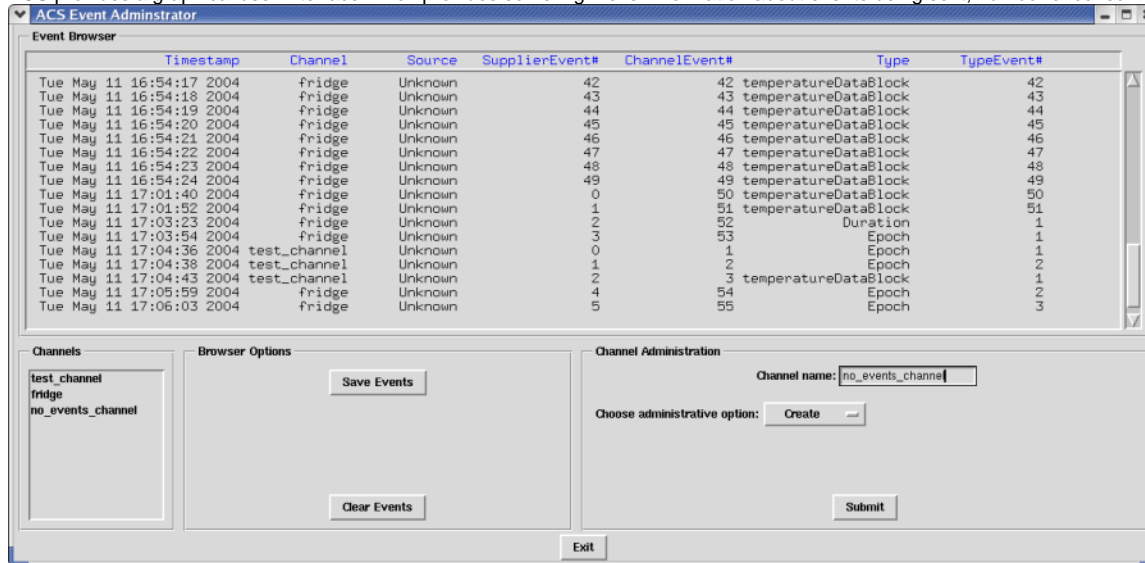 ACS Event Adminstrator
Event Browser
Timestamp Channel Source SupplierEvent# ChannelEvent# Type TypeEvent#
Tue May 11 16:54:17 2004 fridge Unknown 42 42 temperatureDataBlock 42
Tue May 11 16:54:18 2004 fridge Unknown 43 43 temperatureDataBlock 43
Tue May 11 16:54:19 2004 fridge Unknown 44 44 temperatureDataBlock 44
Tue May 11 16:54:20 2004 fridge Unknown 45 45 temperatureDataBlock 45
Tue May 11 16:54:21 2004 fridge Unknown 46 46 temperatureDataBlock 46
Tue May 11 16:54:22 2004 fridge Unknown 47 47 temperatureDataBlock 47
Tue May 11 16:54:23 2004 fridge Unknown 48 48 temperatureDataBlock 48
Tue May 11 16:54:24 2004 fridge Unknown 49 49 temperatureDataBlock 49
Tue May 11 17:01:40 2004 fridge Unknown 0 50 temperatureDataBlock 50
Tue May 11 17:01:52 2004 fridge Unknown 1 51 temperatureDataBlock 51
Tue May 11 17:03:23 2004 fridge Unknown 2 52 Duration 1
Tue May 11 17:03:54 2004 fridge Unknown 3 53 Epoch 1
Tue May 11 17:04:36 2004 test_channel Unknown 0 1 Epoch 1
Tue May 11 17:04:38 2004 test_channel Unknown 1 2 Epoch 2
Tue May 11 17:04:43 2004 test_channel Unknown 2 3 temperatureDataBlock 1
Tue May 11 17:05:59 2004 fridge Unknown 4 54 Epoch 2
Tue May 11 17:06:03 2004 fridge Unknown 5 55 Epoch 3
Channels
test_channel
fridge
no_events_channel
Browser Options
Save Events
Clear Events
Channel Administration
Channel name: no_events_channel
Choose administrative option: Create
Submit
Exit